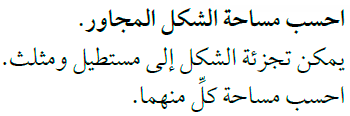 احسب مساحة الشكل المجاور.
يمكن تجزئة الشكل إلى مستطيل ومثلث.
احسب مساحة كلِّ منهما.